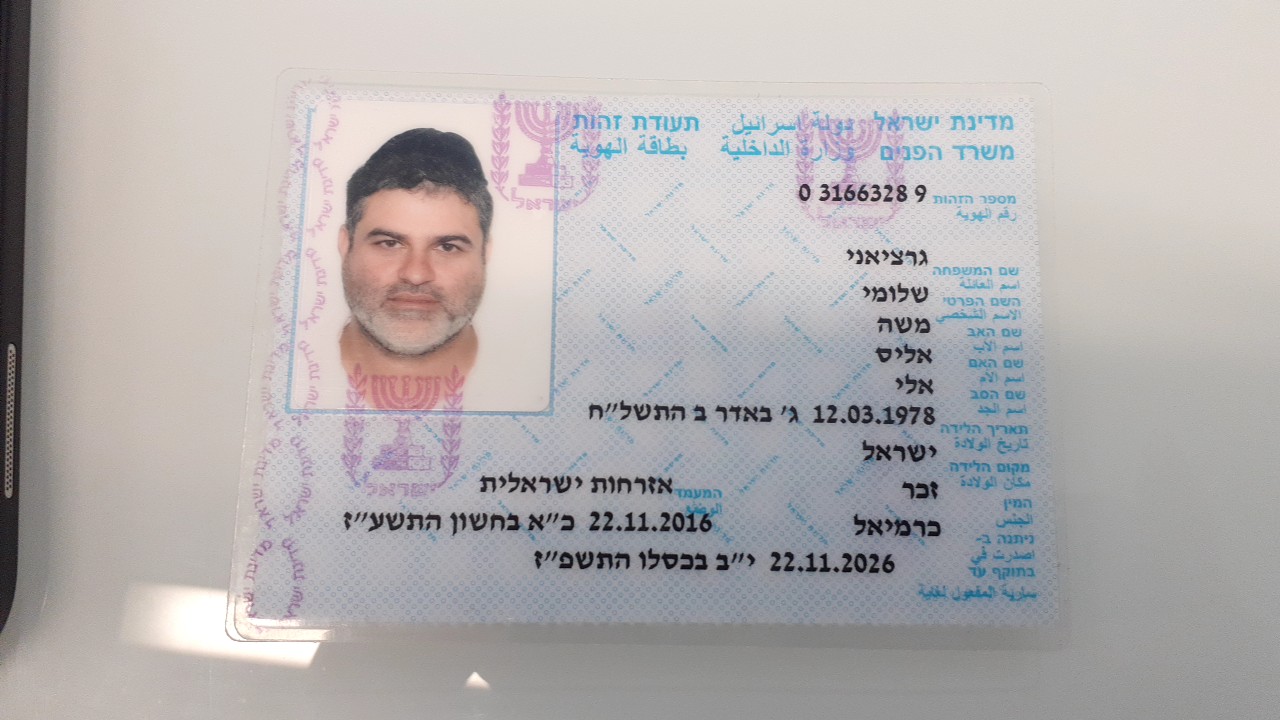 מדינת ישראל دولة اسرائيل תעודת זהות
משרד הפנים وزارة الداخلية بطاقة الهوية
מספר הזהות 0 3166328 9
رقم الهوية
גרציאני
שם המשפחה
اسم العائلة
שלומי
השם הפרטי
الاسم الشخصي
משה
שם האב
اسم الاب
אליס
שם האם
اسم الام
אלי
שם הסב
اسم الجد
12.03.1978 ג׳ באדר ב התשל״ח
תאריך הלידה
تاريخ الولادة
ישראל
מקום הלידה
مكان الولادة
זכר
המין
الجنس
המעמד אזרחות ישראלית
الوضع
כרמיאל 22.11.2016 כ״א בחשון התשע״ז
ניתנה ב-
اصدرت في
22.11.2026 י״ב בכסלו התשפ״ז
בתוקף עד
سارية المفعول لغاية
ישראל
ישראל
ישראל